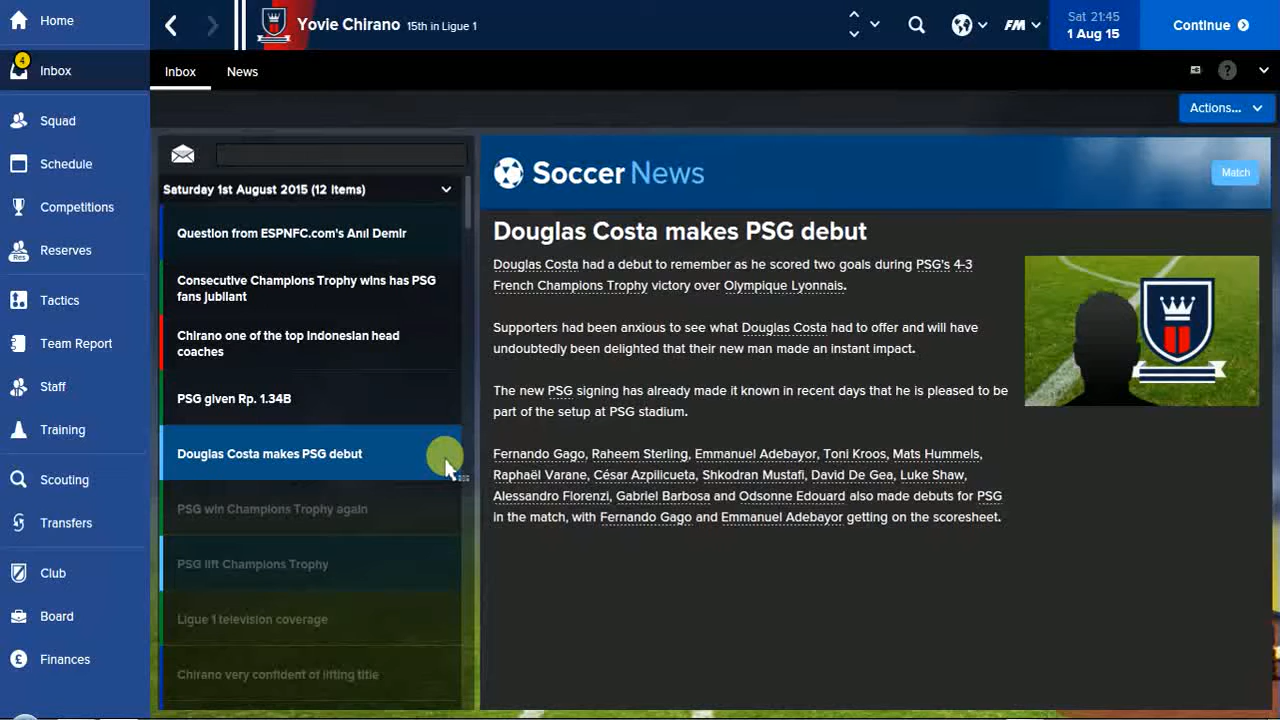 Home
4
Inbox
Squad
Schedule
Competitions
Res
Reserves
Tactics
Team Report
Staff
Training
Scouting
Transfers
Club
Board
£
Finances
Yovie Chirano 15th in Ligue 1
FM
Sat 21:45
1 Aug 15
Continue
Inbox News
?
Actions...
Saturday 1st August 2015 (12 Items)
Question from ESPNFC.com's Anıl Demir
Consecutive Champions Trophy wins has PSG
fans jubilant
Chirano one of the top Indonesian head
coaches
PSG given Rp. 1.34B
Douglas Costa makes PSG debut
PSG win Champions Trophy again
PSG lift Champions Trophy
Ligue 1 television coverage
Chirano very confident of lifting title
Soccer News
Match
Douglas Costa makes PSG debut
Douglas Costa had a debut to remember as he scored two goals during PSG's 4-3
French Champions Trophy victory over Olympique Lyonnais.
Supporters had been anxious to see what Douglas Costa had to offer and will have
undoubtedly been delighted that their new man made an instant impact.
The new PSG signing has already made it known in recent days that he is pleased to be
part of the setup at PSG stadium.
Fernando Gago, Raheem Sterling, Emmanuel Adebayor, Toni Kroos, Mats Hummels,
Raphaël Varane, César Azpilicueta, Shkodran Mustafi, David De Gea, Luke Shaw,
Alessandro Florenzi, Gabriel Barbosa and Odsonne Edouard also made debuts for PSG
in the match, with Fernando Gago and Emmanuel Adebayor getting on the scoresheet.